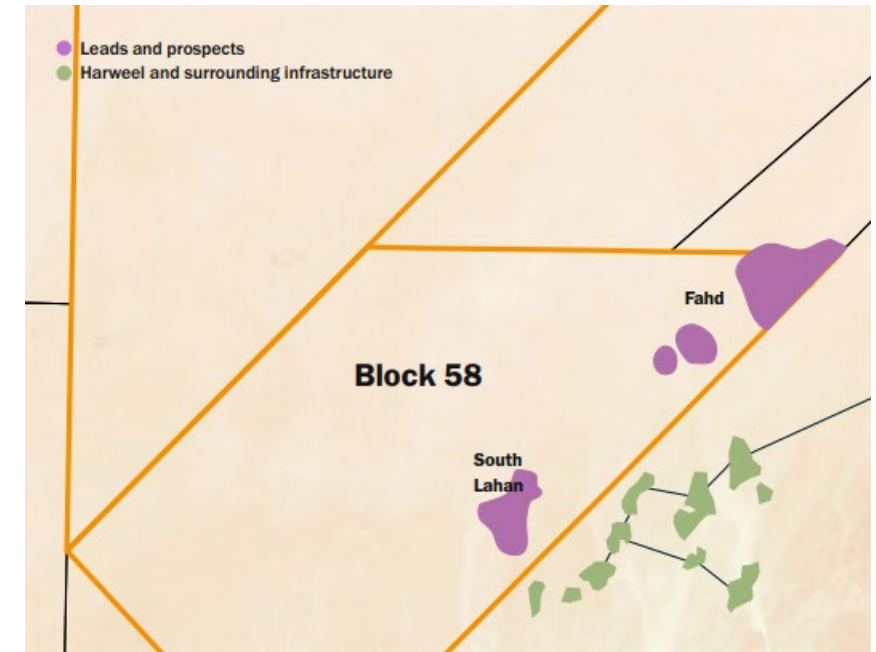 Leads and prospects
Harweel and surrounding infrastructure
Fahd
Block 58
South
Lahan